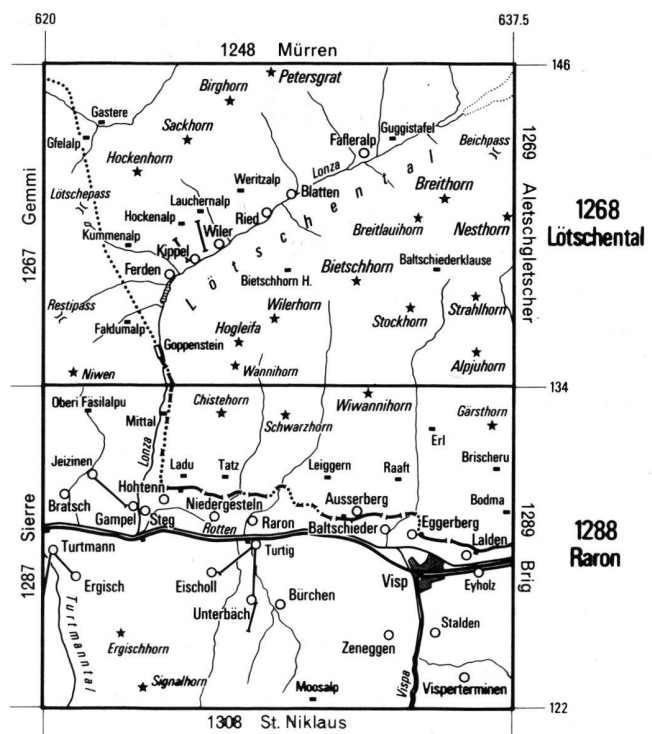 620
637.5
1248 Mürren
146
Petersgrat
Birghorn
Gastere
Sackhorn
Gfelalp
Fafleralp
Guggistafel
Beichpass
1269
Hockenhorn
Lonza
Weritzalp
Lötschepass
Lauchernalp
Blatten
Breithorn
Gemmi
Hockenalp
Ried
Breitlauihorn
Nesthorn
Aletschgletscher
1268
Lötschental
Kummenalp
Wiler
Kippel
Lötschental
1267
Ferden
Bietschhorn H.
Bietschhorn
Baltschiederklause
Restipass
Wilerhorn
Stockhorn
Strahlhorn
Faldumalp
Hogleifa
Goppenstein
Alpjuhorn
Niwen
Wannihorn
134
Oberi Fäsilalpu
Chistehorn
Wiwannihorn
Mittal
Schwarzhorn
Gärsthorn
Erl
Lonza
Jeizinen
Ladu
Tatz
Leiggern
Raaft
Brischeru
Hohtenn
Bratsch
Niedergesteln
Ausserberg
Bodma
Gampel
Steg
Rotten
Raron
Baltschieder
Eggerberg
1289
Sierre
Turtmann
Turtig
Lalden
1288
Raron
Eischoll
Visp
Eyholz
Brig
1287
Ergisch
Unterbäch
Bürchen
Turtmanntal
Ergischhorn
Zeneggen
Stalden
Signalhorn
Moosalp
Vispa
Visperterminen
122
1308 St. Niklaus